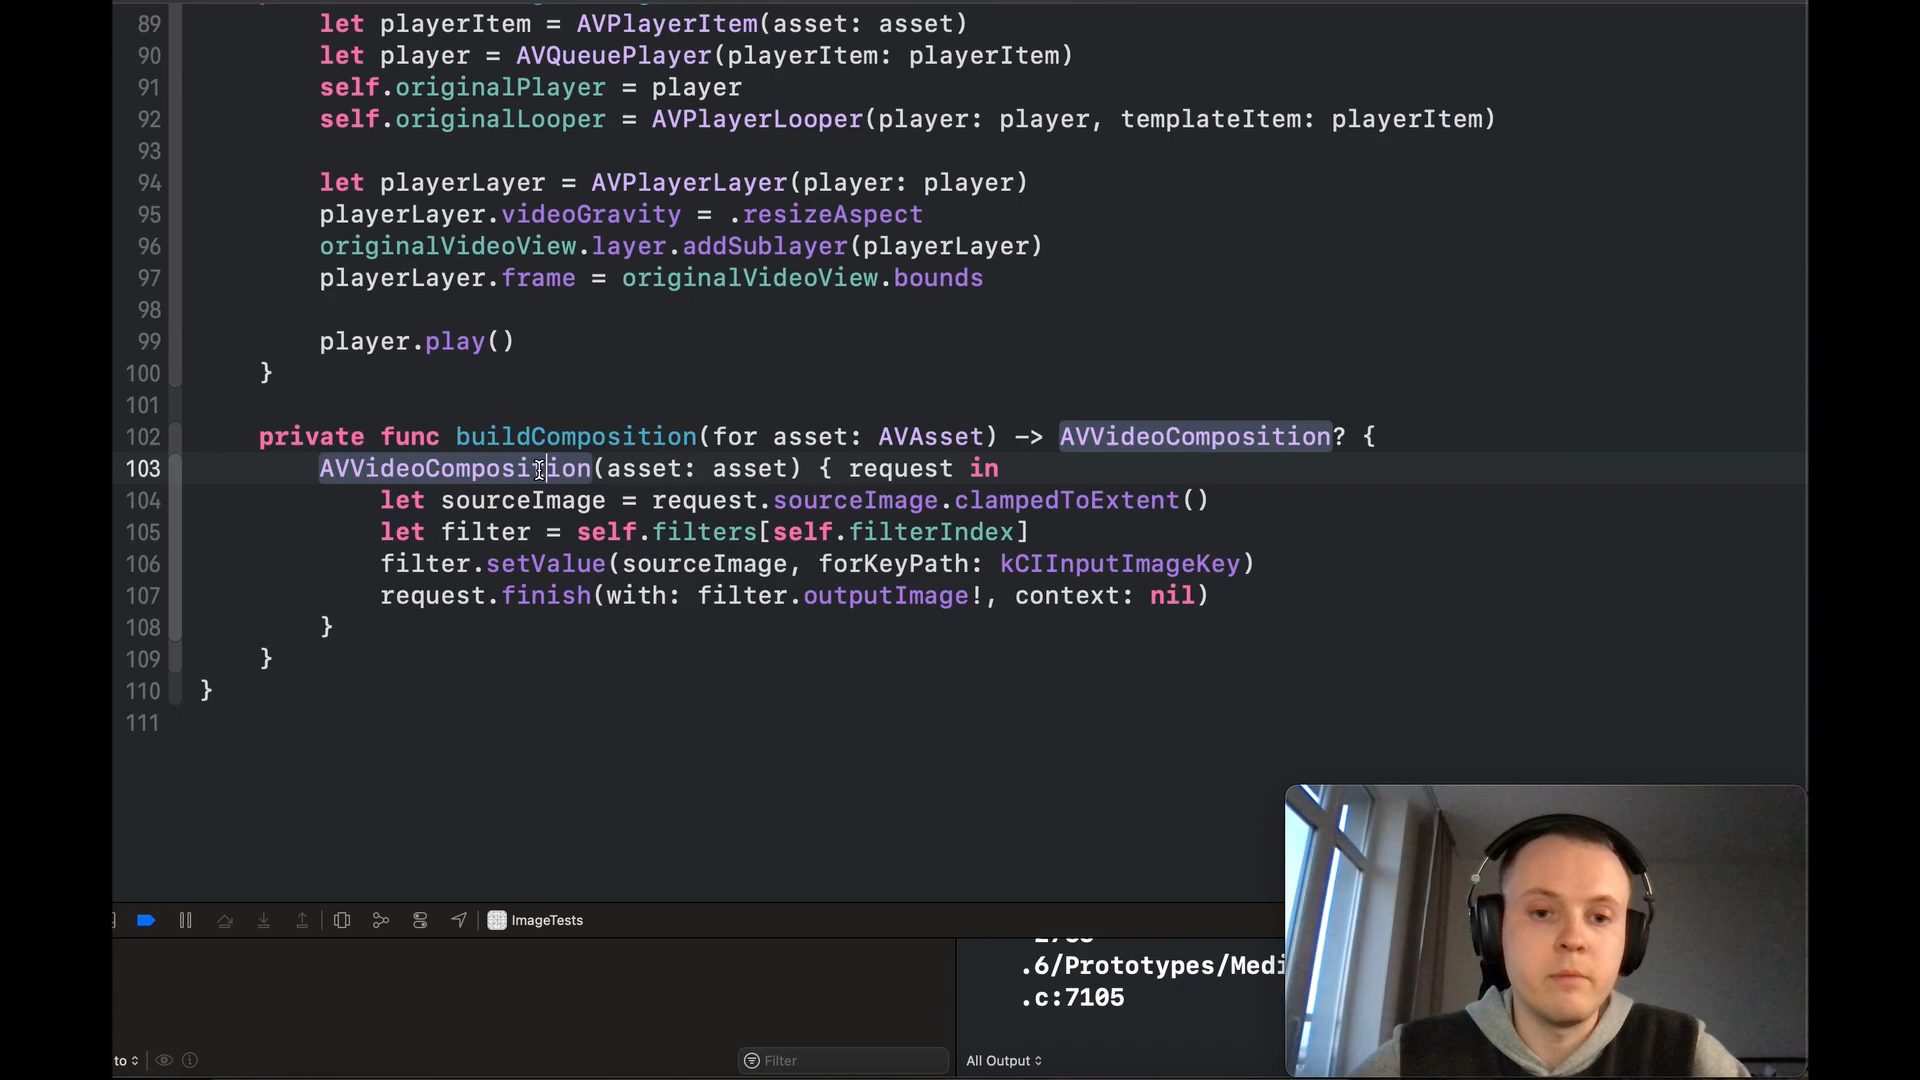 89 let playerItem = AVPlayerItem(asset: asset)
90 let player = AVQueuePlayer(playerItem: playerItem)
91 self.originalPlayer = player
92 self.originalLooper = AVPlayerLooper(player: player, templateItem: playerItem)
93
94 let playerLayer = AVPlayerLayer(player: player)
95 playerLayer.videoGravity = .resizeAspect
96 originalVideoView.layer.addSublayer(playerLayer)
97 playerLayer.frame = originalVideoView.bounds
98
99 player.play()
100 }
101
102 private func buildComposition(for asset: AVAsset) -> AVVideoComposition? {
103 AVVideoComposition(asset: asset) { request in
104 let sourceImage = request.sourceImage.clampedToExtent()
105 let filter = self.filters[self.filterIndex]
106 filter.setValue(sourceImage, forKeyPath: kCIInputImageKey)
107 request.finish(with: filter.outputImage!, context: nil)
108 }
109 }
110 }
111
ImageTests
.6/Prototypes/Medi
.c:7105
to
Filter
All Output